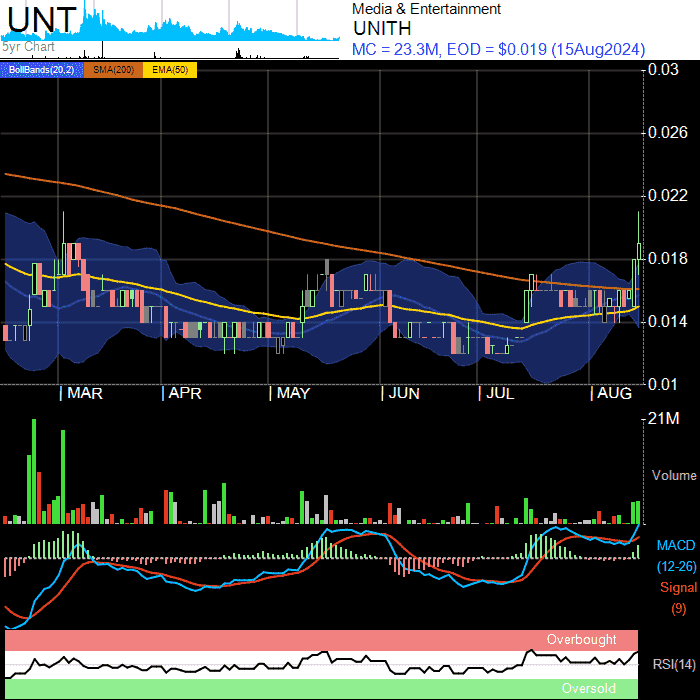 UNT
5yr Chart
Media & Entertainment
UNITH
MC = 23.3M, EOD = $0.019 (15Aug2024)
BollBands(20,2) SMA(200) EMA(50)
0.03
0.026
0.022
0.018
0.014
0.01
MAR APR MAY JUN JUL AUG
21M
Volume
MACD
(12-26)
Signal
(9)
Overbought
RSI(14)
Oversold